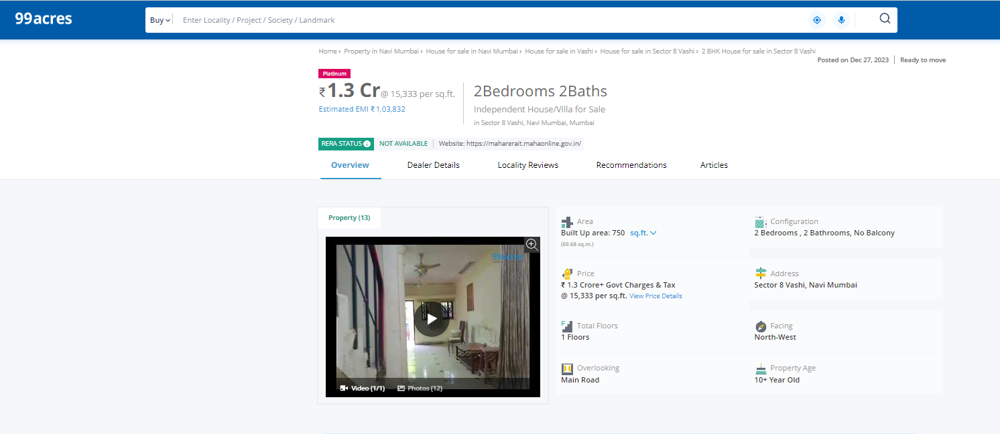 99acres
Buy
Enter Locality / Project / Society / Landmark
Home › Property in Navi Mumbai › House for sale in Navi Mumbai › House for sale in Vashi › House for sale in Sector 8 Vashi › 2 BHK House for sale in Sector 8 Vashi
Posted on Dec 27, 2023 | Ready to move
Platinum
₹ 1.3 Cr @ 15,333 per sq.ft.
Estimated EMI ₹ 1,03,832
2Bedrooms 2Baths
Independent House/Villa for Sale
in Sector 8 Vashi, Navi Mumbai, Mumbai
RERA STATUS i NOT AVAILABLE | Website: https://maharerait.mahaonline.gov.in/
Overview
Dealer Details
Locality Reviews
Recommendations
Articles
Property (13)
99acres
Video (1/1)
Photos (12)
Area
Built Up area: 750 sq.ft.
(69.68 sq.m.)
Configuration
2 Bedrooms , 2 Bathrooms, No Balcony
Price
₹ 1.3 Crore+ Govt Charges & Tax
@ 15,333 per sq.ft. View Price Details
Address
Sector 8 Vashi, Navi Mumbai
Total Floors
1 Floors
Facing
North-West
Overlooking
Main Road
Property Age
10+ Year Old